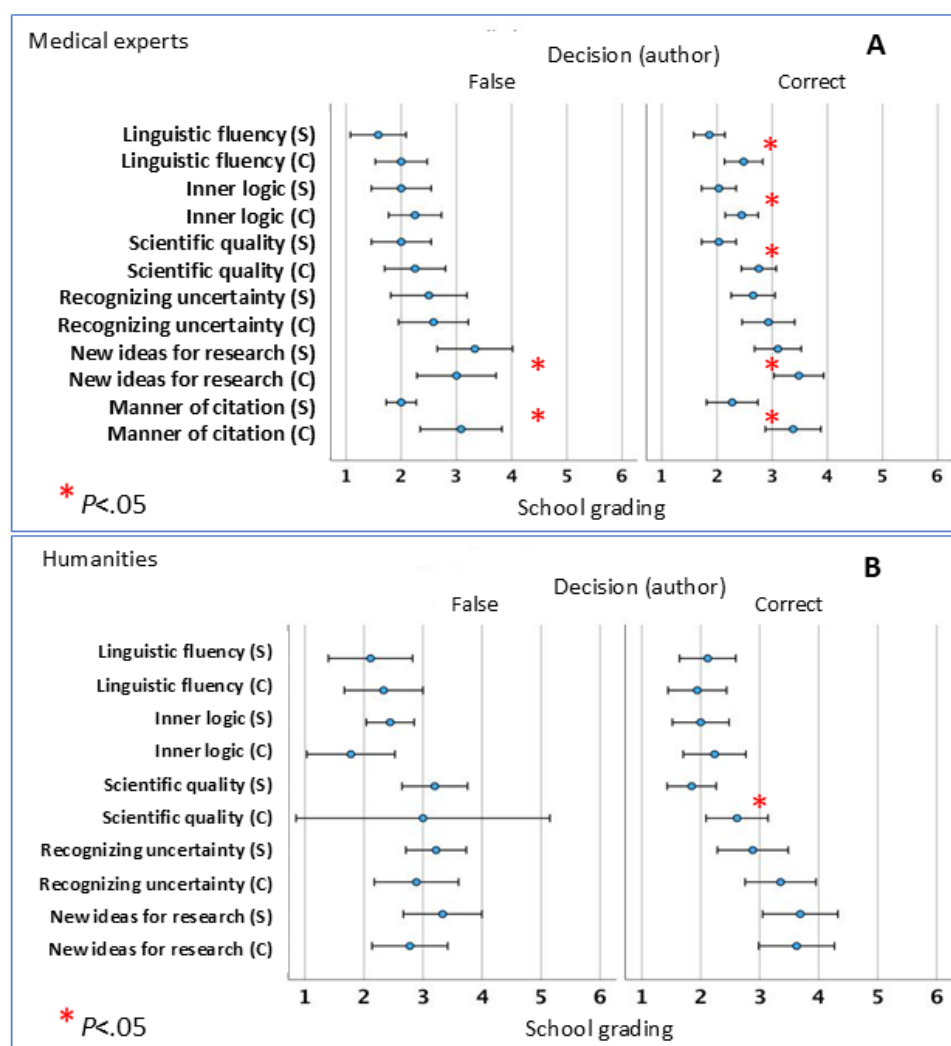 Medical experts
A
Decision (author)
False
Correct
Linguistic fluency (S)
Linguistic fluency (C)
Inner logic (S)
Inner logic (C)
Scientific quality (S)
Scientific quality (C)
Recognizing uncertainty (S)
Recognizing uncertainty (C)
New ideas for research (S)
New ideas for research (C)
Manner of citation (S)
Manner of citation (C)
*
*
*
*
*
*
*
1 2 3 4 5 6
1 2 3 4 5 6
School grading
* P<.05
Humanities
B
Decision (author)
False
Correct
Linguistic fluency (S)
Linguistic fluency (C)
Inner logic (S)
Inner logic (C)
Scientific quality (S)
Scientific quality (C)
Recognizing uncertainty (S)
Recognizing uncertainty (C)
New ideas for research (S)
New ideas for research (C)
*
1 2 3 4 5 6
1 2 3 4 5 6
School grading
* P<.05